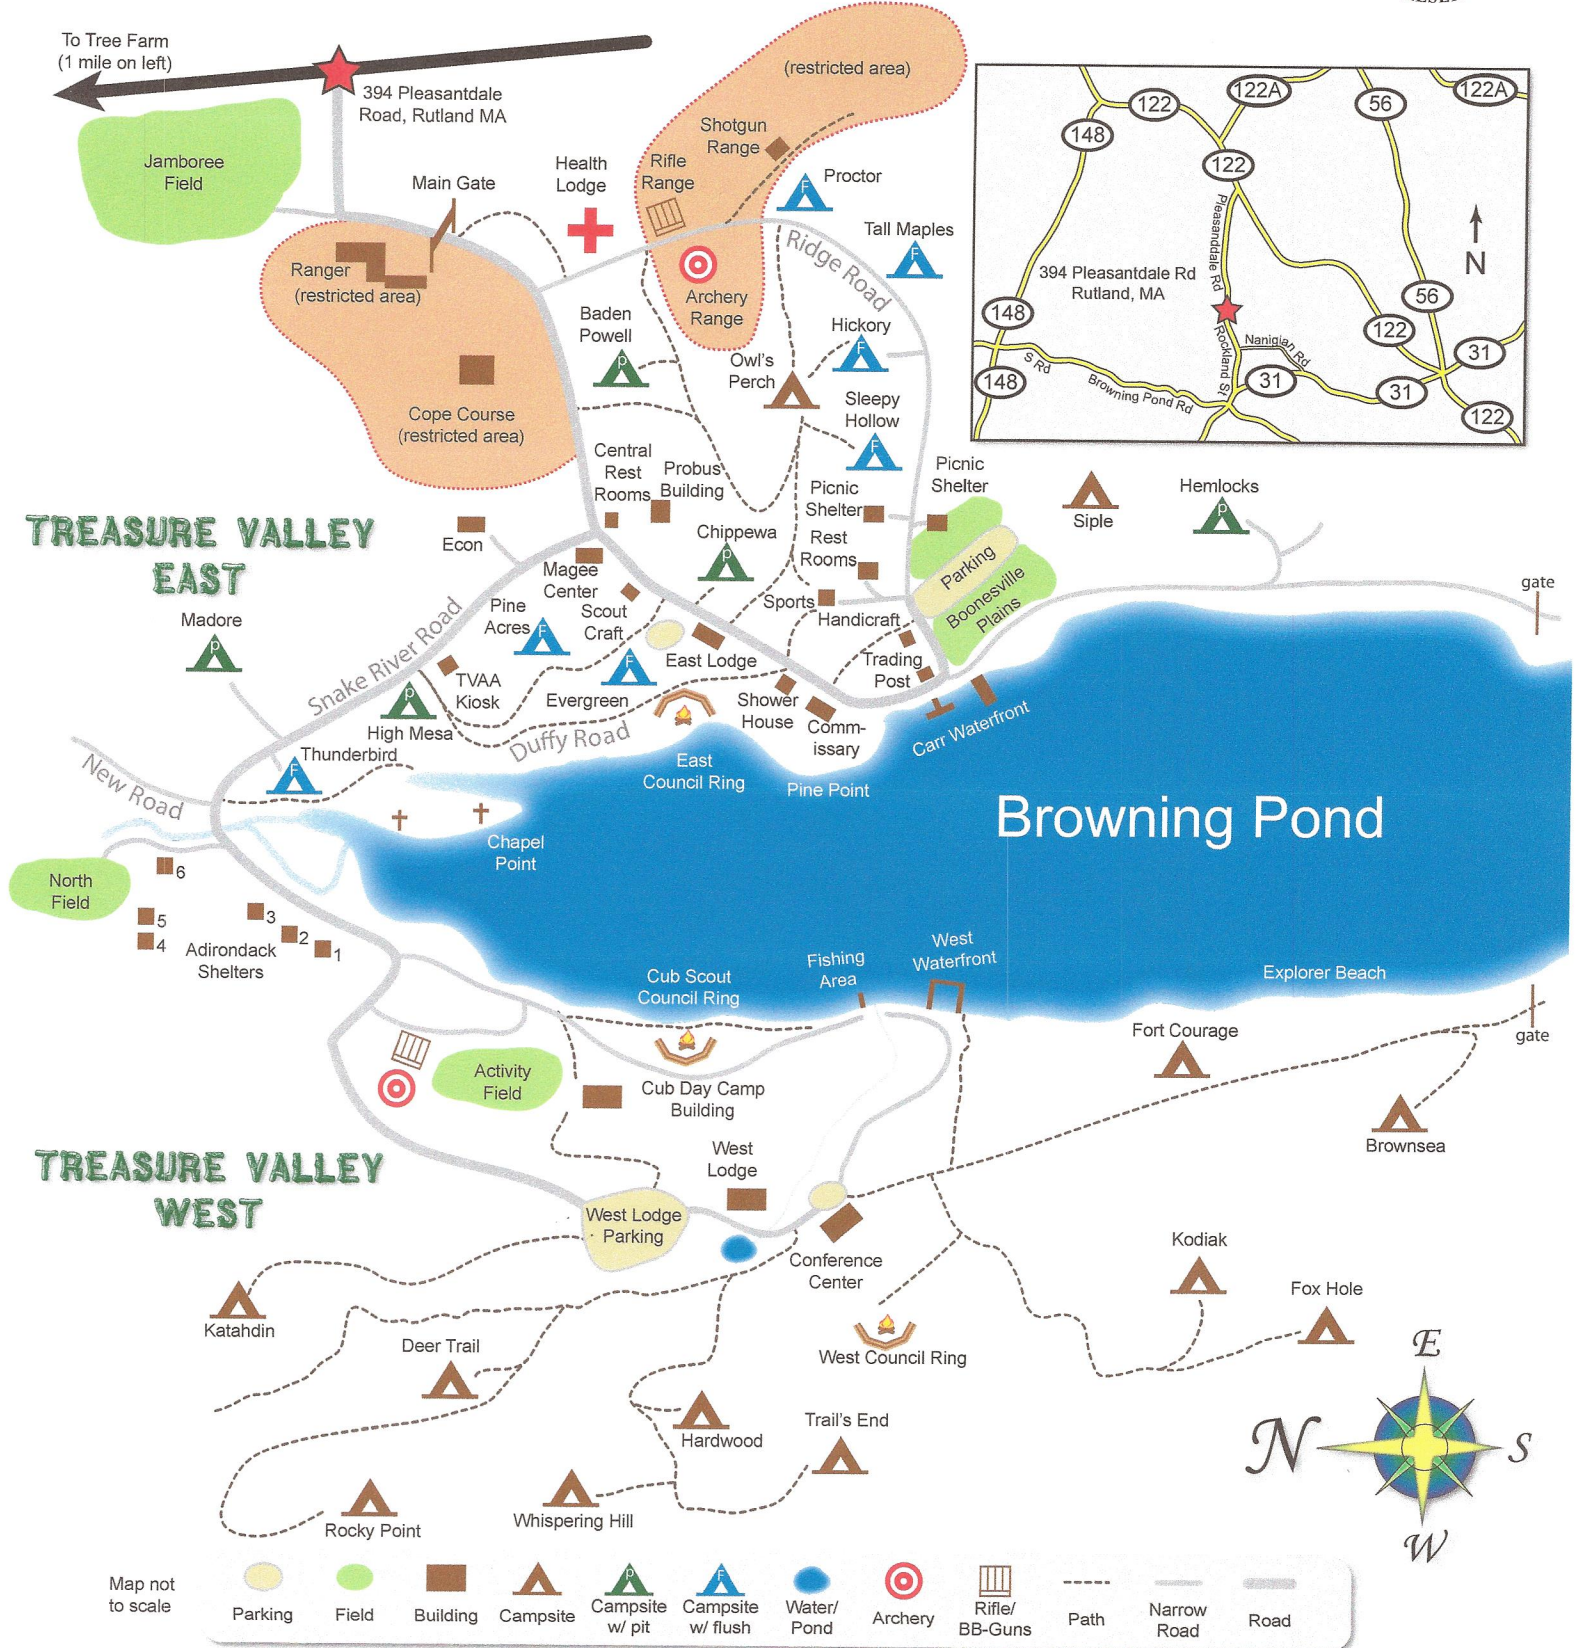 To Tree Farm
(1 mile on left)
394 Pleasantdale
Road, Rutland MA
Jamboree
Field
Main Gate
Health
Lodge
(restricted area)
Shotgun
Range
Rifle
Range
Proctor
Tall Maples
Ridge Road
Ranger
(restricted area)
Archery
Range
Baden
Powell
Hickory
Owl's
Perch
Sleepy
Hollow
Cope Course
(restricted area)
Central
Rest
Rooms
Probus
Building
Picnic
Shelter
Picnic
Shelter
Siple
Hemlocks
122
122A
56
122A
148
122
Pleasanddale Rd
N
394 Pleasantdale Rd
Rutland, MA
148
56
122
31
Rockland St
Nanigian Rd
S Rd
148
Browning Pond Rd
31
31
122
TREASURE VALLEY
EAST
Econ
Chippewa
Rest
Rooms
Parking
Boonesville
Plains
gate
Magee
Center
Scout
Craft
Sports
Handicraft
Madore
Pine
Acres
Snake River Road
East Lodge
Trading
Post
TVAA
Kiosk
Evergreen
Shower
House
Comm-
issary
Carr Waterfront
High Mesa
Duffy Road
Thunderbird
New Road
East
Council Ring
Pine Point
Browning Pond
Chapel
Point
North
Field
6
5
4
3
2
1
Adirondack
Shelters
Cub Scout
Council Ring
Fishing
Area
West
Waterfront
Explorer Beach
gate
Fort Courage
Activity
Field
Cub Day Camp
Building
Brownsea
TREASURE VALLEY
WEST
West
Lodge
West Lodge
Parking
Conference
Center
Kodiak
Fox Hole
Katahdin
Deer Trail
West Council Ring
Hardwood
Trail's End
Rocky Point
Whispering Hill
E
N
S
W
Map not
to scale
Parking
Field
Building
Campsite
P
Campsite
w/ pit
F
Campsite
w/ flush
Water/
Pond
Archery
Rifle/
BB-Guns
Path
Narrow
Road
Road